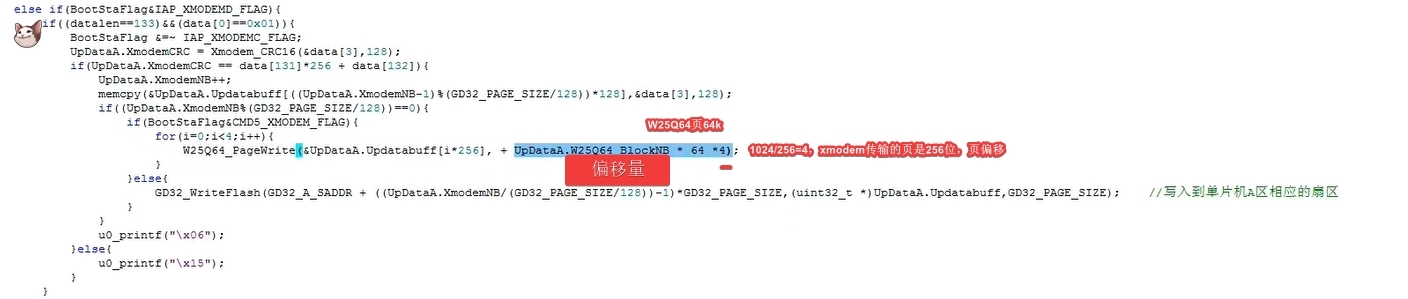 else if(BootStaFlag&IAP_XMODEMD_FLAG){
if((datalen==133)&&(data[0]==0x01)){
BootStaFlag &=~ IAP_XMODEMC_FLAG;
UpDataA.XmodemCRC = Xmodem_CRC16(&data[3],128);
if(UpDataA.XmodemCRC == data[131]*256 + data[132]){
UpDataA.XmodemNB++;
memcpy(&UpDataA.Updatabuff[((UpDataA.XmodemNB-1)%(GD32_PAGE_SIZE/128))*128],&data[3],128);
if((UpDataA.XmodemNB%(GD32_PAGE_SIZE/128))==0){
if(BootStaFlag&CMD5_XMODEM_FLAG){
W25Q64页64k
for(i=0;i<4;i++){
W25Q64_PageWrite(&UpDataA.Updatabuff[i*256], + UpDataA.W25Q64_BlockNB * 64 *4); 1024/256=4，xmodem传输的页是256位，页偏移
}
偏移量
}else{
GD32_WriteFlash(GD32_A_SADDR + ((UpDataA.XmodemNB/(GD32_PAGE_SIZE/128))-1)*GD32_PAGE_SIZE,(uint32_t *)UpDataA.Updatabuff,GD32_PAGE_SIZE); //写入到单片机A区相应的扇区
}
}
u0_printf("\x06");
}else{
u0_printf("\x15");
}
}